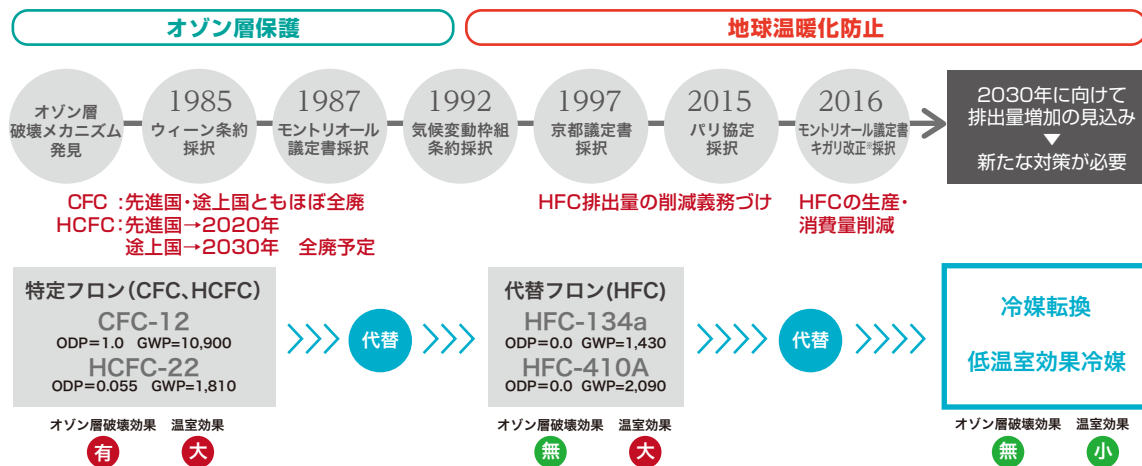 オゾン層保護
地球温暖化防止
オゾン層
破壊メカニズム
発見
1985
ウィーン条約
採択
1987
モントリオール
議定書採択
1992
気候変動枠組
条約採択
1997
京都議定書
採択
2015
パリ協定
採択
2016
モントリオール議定書
キガリ改正※採択
2030年に向けて
排出量増加の見込み
▼
新たな対策が必要
CFC :先進国・途上国ともほぼ全廃
HCFC:先進国→2020年
途上国→2030年 全廃予定
HFC排出量の削減義務づけ
HFCの生産・
消費量削減
特定フロン(CFC、HCFC)
CFC-12
ODP=1.0 GWP=10,900
HCFC-22
ODP=0.055 GWP=1,810
代替
代替フロン(HFC)
HFC-134a
ODP=0.0 GWP=1,430
HFC-410A
ODP=0.0 GWP=2,090
代替
冷媒転換
低温室効果冷媒
オゾン層破壊効果 温室効果
有 大
オゾン層破壊効果 温室効果
無 大
オゾン層破壊効果 温室効果
無 小